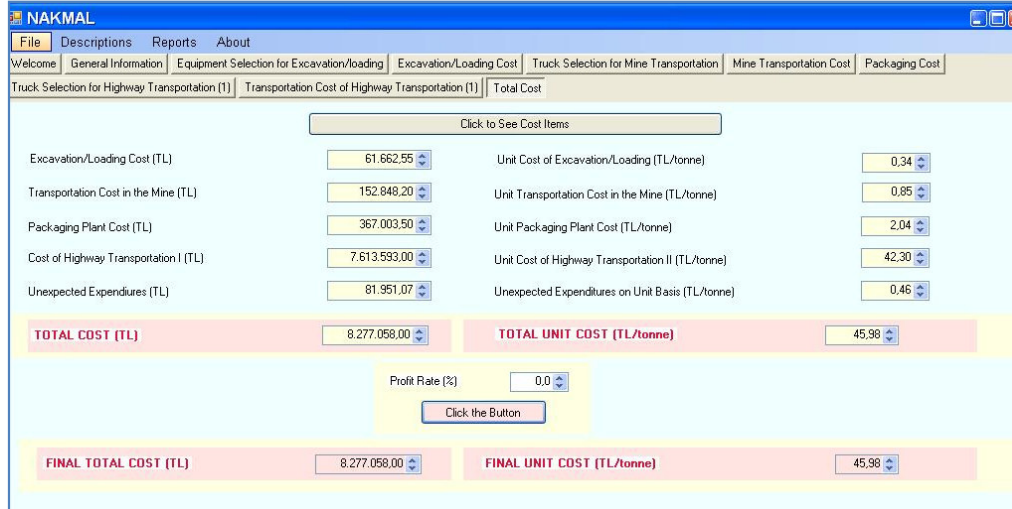 NAKMAL
File Descriptions Reports About
Welcome General Information Equipment Selection for Excavation/loading Excavation/Loading Cost Truck Selection for Mine Transportation Mine Transportation Cost Packaging Cost
Truck Selection for Highway Transportation (1) Transportation Cost of Highway Transportation (1) Total Cost
Click to See Cost Items
Excavation/Loading Cost (TL) 61.662,55 Unit Cost of Excavation/Loading (TL/tonne) 0,34
Transportation Cost in the Mine (TL) 152.848,20 Unit Transportation Cost in the Mine (TL/tonne) 0,85
Packaging Plant Cost (TL) 367.003,50 Unit Packaging Plant Cost (TL/tonne) 2,04
Cost of Highway Transportation I (TL) 7.613.593,00 Unit Cost of Highway Transportation II (TL/tonne) 42,30
Unexpected Expendiures (TL) 81.951,07 Unexpected Expenditures on Unit Basis (TL/tonne) 0,46
TOTAL COST (TL) 8.277.058,00 TOTAL UNIT COST (TL/tonne) 45,98
Profit Rate (%) 0,0
Click the Button
FINAL TOTAL COST (TL) 8.277.058,00 FINAL UNIT COST (TL/tonne) 45,98